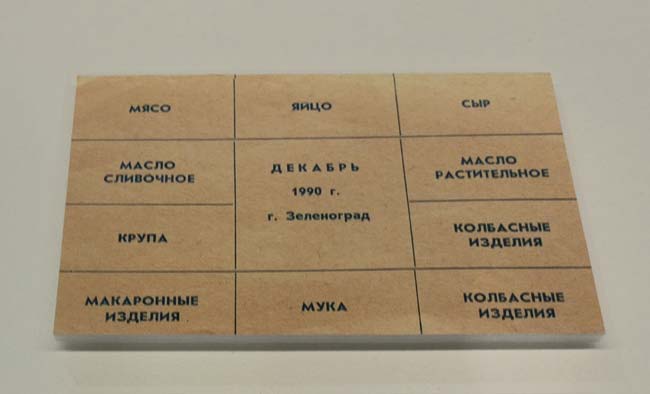 МЯСО
ЯЙЦО
СЫР
МАСЛО
СЛИВОЧНОЕ
ДЕКАБРЬ
1990 г.
г. Зеленоград
МАСЛО
РАСТИТЕЛЬНОЕ
КРУПА
КОЛБАСНЫЕ
ИЗДЕЛИЯ
МАКАРОННЫЕ
ИЗДЕЛИЯ
МУКА
КОЛБАСНЫЕ
ИЗДЕЛИЯ